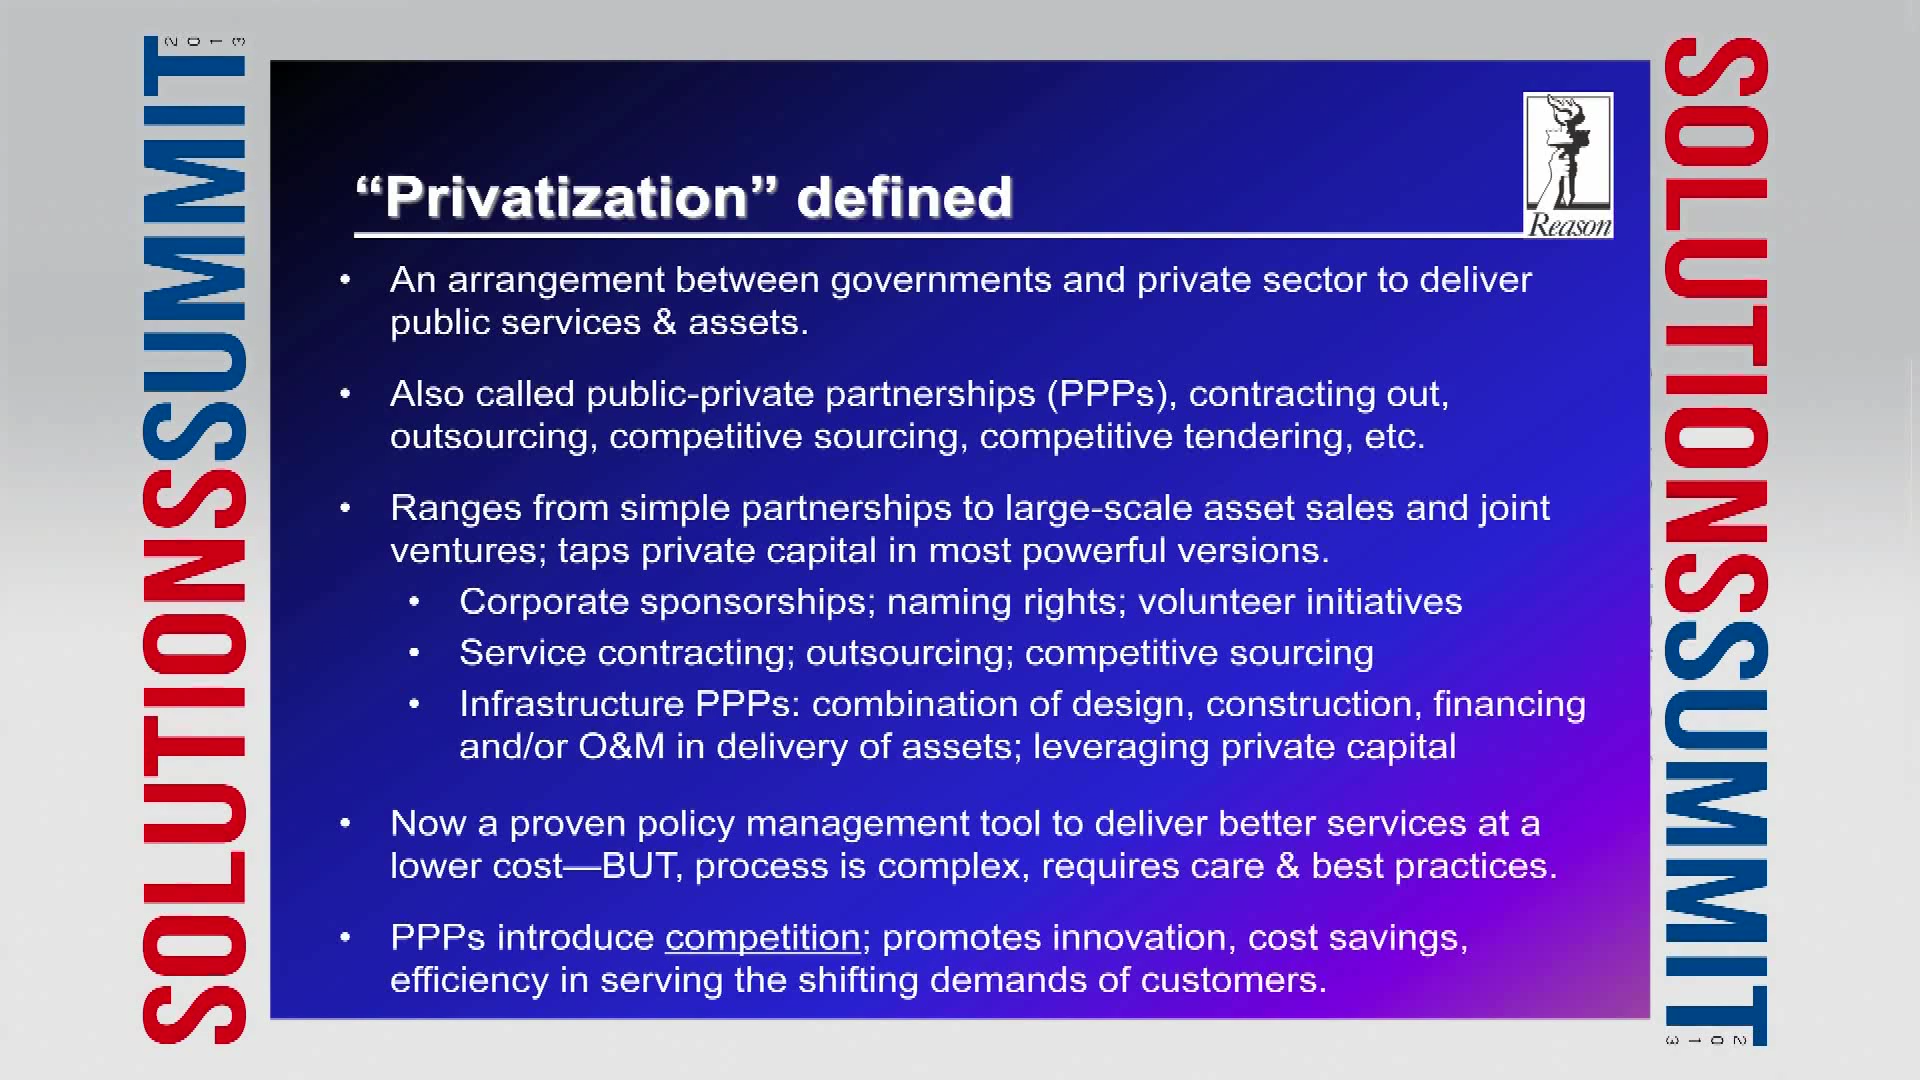 SOLUTIONSSUMMIT
2013
“Privatization” defined
Reason
• An arrangement between governments and private sector to deliver
public services & assets.
• Also called public-private partnerships (PPPs), contracting out,
outsourcing, competitive sourcing, competitive tendering, etc.
• Ranges from simple partnerships to large-scale asset sales and joint
ventures; taps private capital in most powerful versions.
• Corporate sponsorships; naming rights; volunteer initiatives
• Service contracting; outsourcing; competitive sourcing
• Infrastructure PPPs: combination of design, construction, financing
and/or O&M in delivery of assets; leveraging private capital
• Now a proven policy management tool to deliver better services at a
lower cost—BUT, process is complex, requires care & best practices.
• PPPs introduce competition; promotes innovation, cost savings,
efficiency in serving the shifting demands of customers.
SOLUTIONSSUMMIT
2013